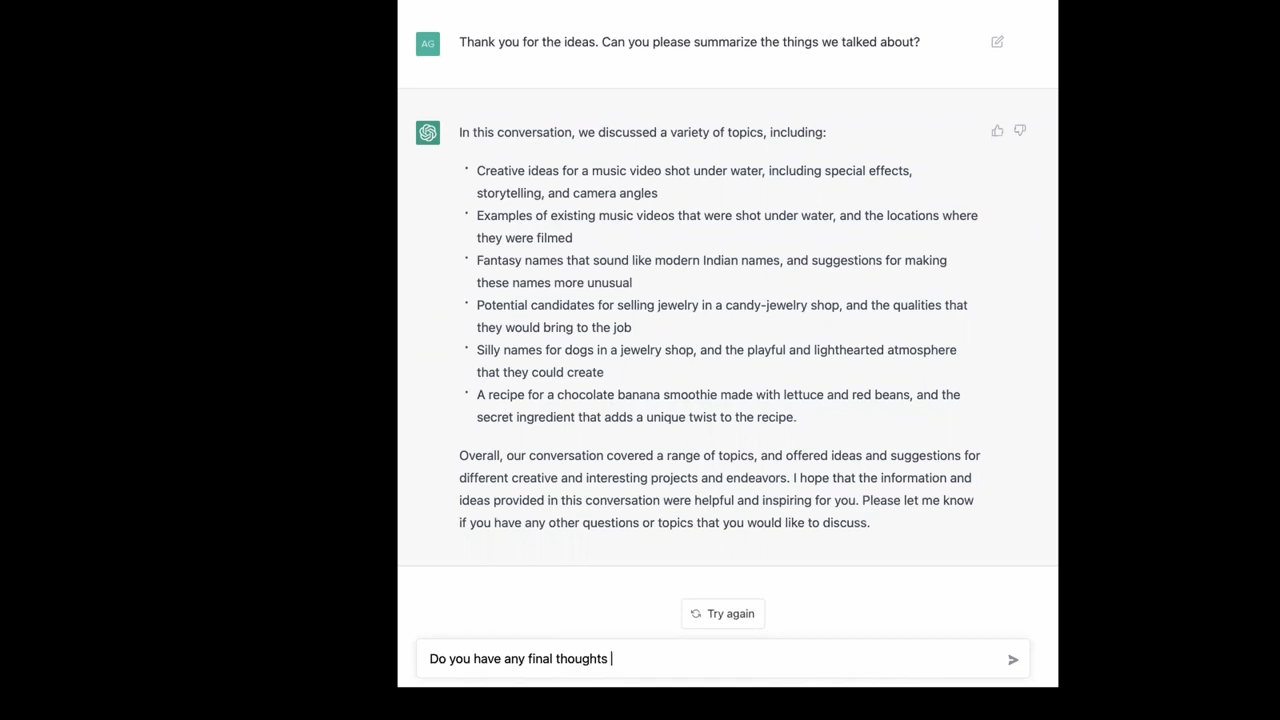 AG
Thank you for the ideas. Can you please summarize the things we talked about?
In this conversation, we discussed a variety of topics, including:
• Creative ideas for a music video shot under water, including special effects,
storytelling, and camera angles
• Examples of existing music videos that were shot under water, and the locations where
they were filmed
• Fantasy names that sound like modern Indian names, and suggestions for making
these names more unusual
• Potential candidates for selling jewelry in a candy-jewelry shop, and the qualities that
they would bring to the job
• Silly names for dogs in a jewelry shop, and the playful and lighthearted atmosphere
that they could create
• A recipe for a chocolate banana smoothie made with lettuce and red beans, and the
secret ingredient that adds a unique twist to the recipe.
Overall, our conversation covered a range of topics, and offered ideas and suggestions for
different creative and interesting projects and endeavors. I hope that the information and
ideas provided in this conversation were helpful and inspiring for you. Please let me know
if you have any other questions or topics that you would like to discuss.
Try again
Do you have any final thoughts